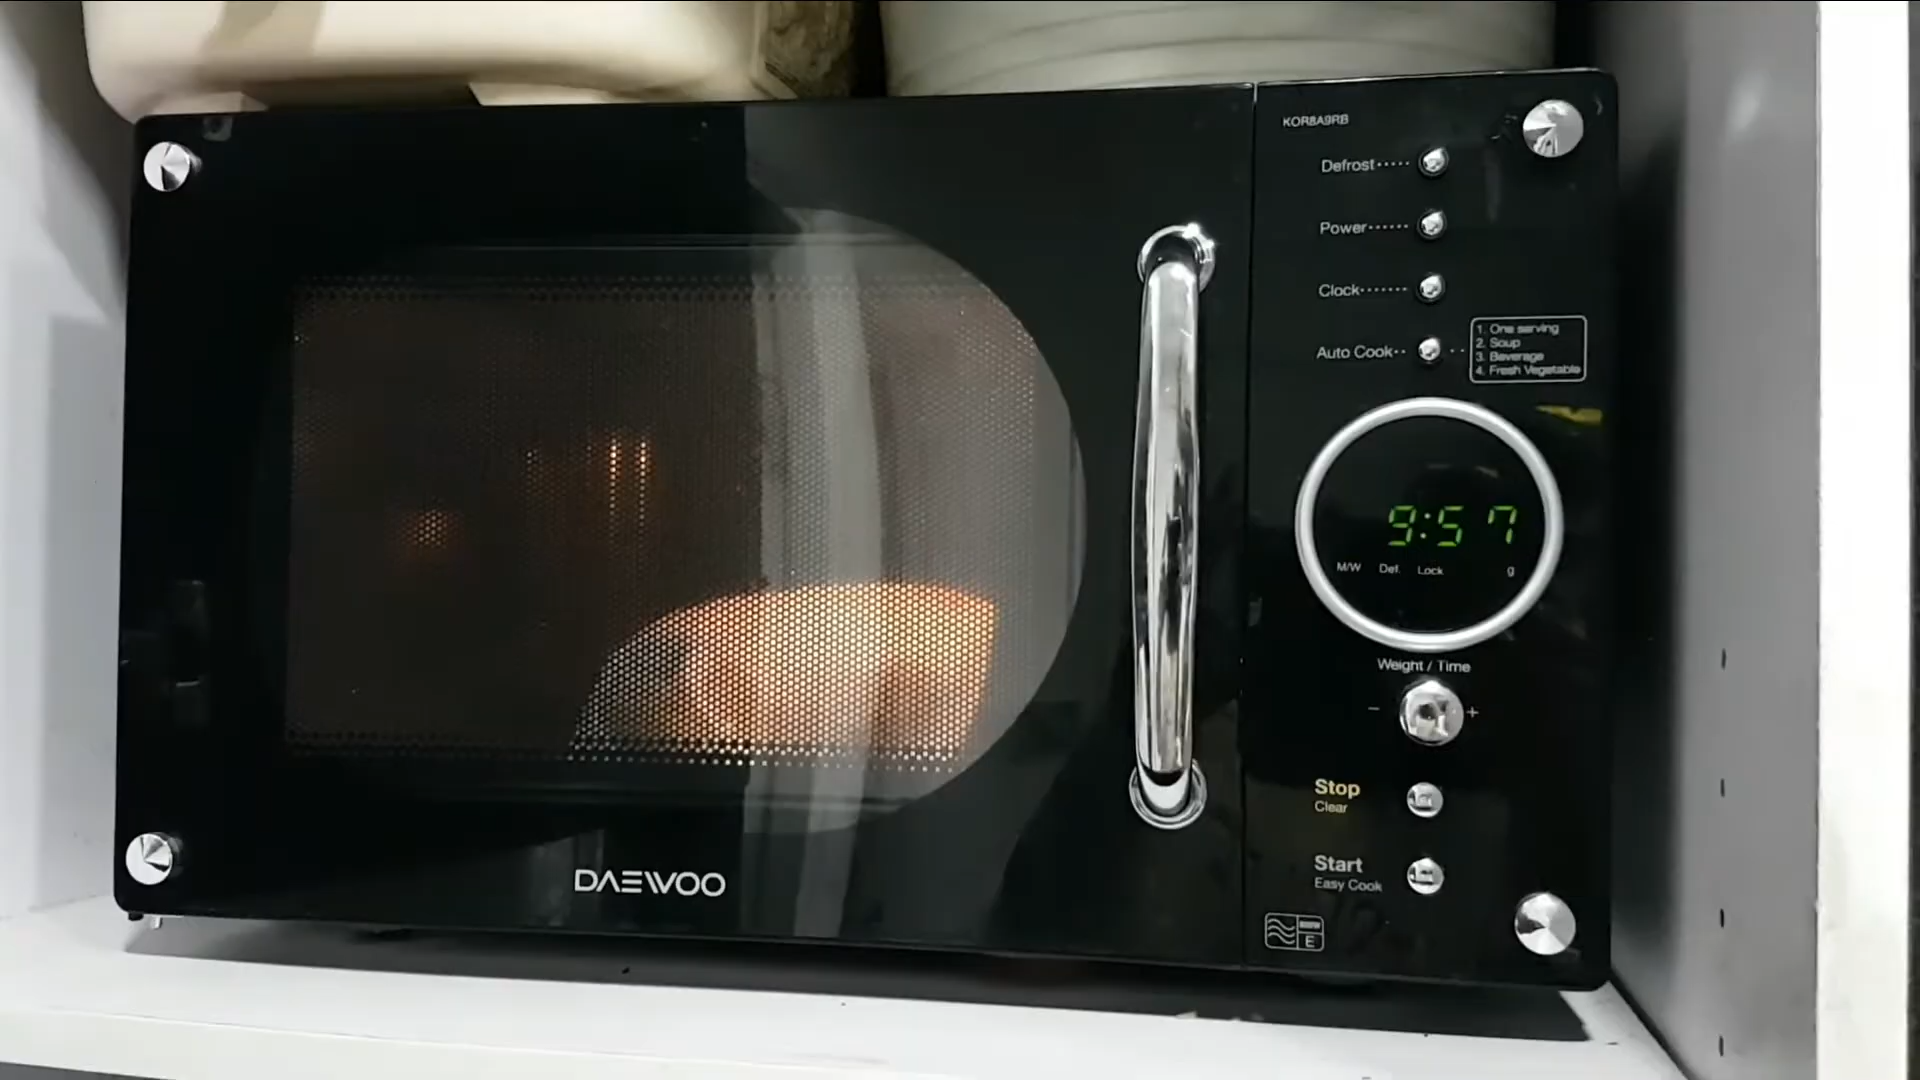 KOR8A9RB
Defrost
Power
Clock
Auto Cook
1. One serving
2. Soup
3. Beverage
4. Fresh Vegetable
9:57
M/W Def. Lock g
Weight / Time
- +
Stop
Clear
Start
Easy Cook
E
DAEWOO